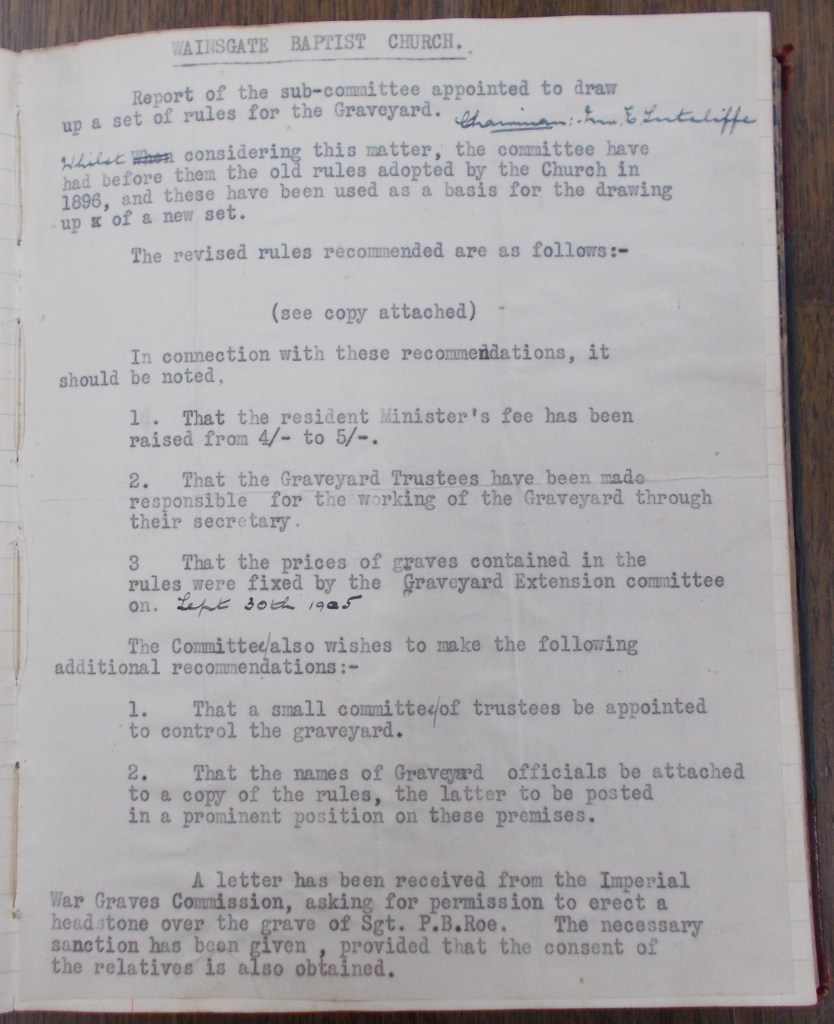 WAINSGATE BAPTIST CHURCH.
Report of the sub-committee appointed to draw
up a set of rules for the Graveyard. Chairman: E Sutcliffe
Whilst When considering this matter, the committee have
had before them the old rules adopted by the Church in
1896, and these have been used as a basis for the drawing
up x of a new set.
The revised rules recommended are as follows:-
(see copy attached)
In connection with these recommendations, it
should be noted,
1. That the resident Minister's fee has been
raised from 4/- to 5/-.
2. That the Graveyard Trustees have been made
responsible for the working of the Graveyard through
their secretary.
3 That the prices of graves contained in the
rules were fixed by the Graveyard Extension committee
on. Sept 30th 1905
The Committee/also wishes to make the following
additional recommendations:-
1. That a small committee/of trustees be appointed
to control the graveyard.
2. That the names of Graveyard officials be attached
to a copy of the rules, the latter to be posted
in a prominent position on these premises.
A letter has been received from the Imperial
War Graves Commission, asking for permission to erect a
headstone over the grave of Sgt. P.B.Roe. The necessary
sanction has been given , provided that the consent of
the relatives is also obtained.